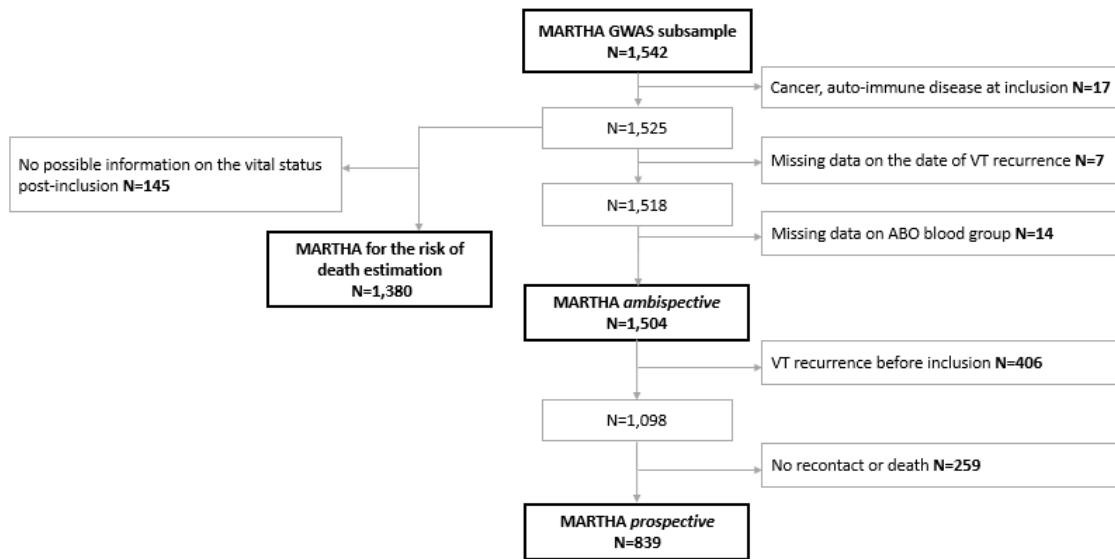 MARTHA GWAS subsample
N=1,542
Cancer, auto-immune disease at inclusion N=17
N=1,525
No possible information on the vital status
post-inclusion N=145
Missing data on the date of VT recurrence N=7
N=1,518
Missing data on ABO blood group N=14
MARTHA for the risk of
death estimation
N=1,380
MARTHA ambispective
N=1,504
VT recurrence before inclusion N=406
N=1,098
No recontact or death N=259
MARTHA prospective
N=839